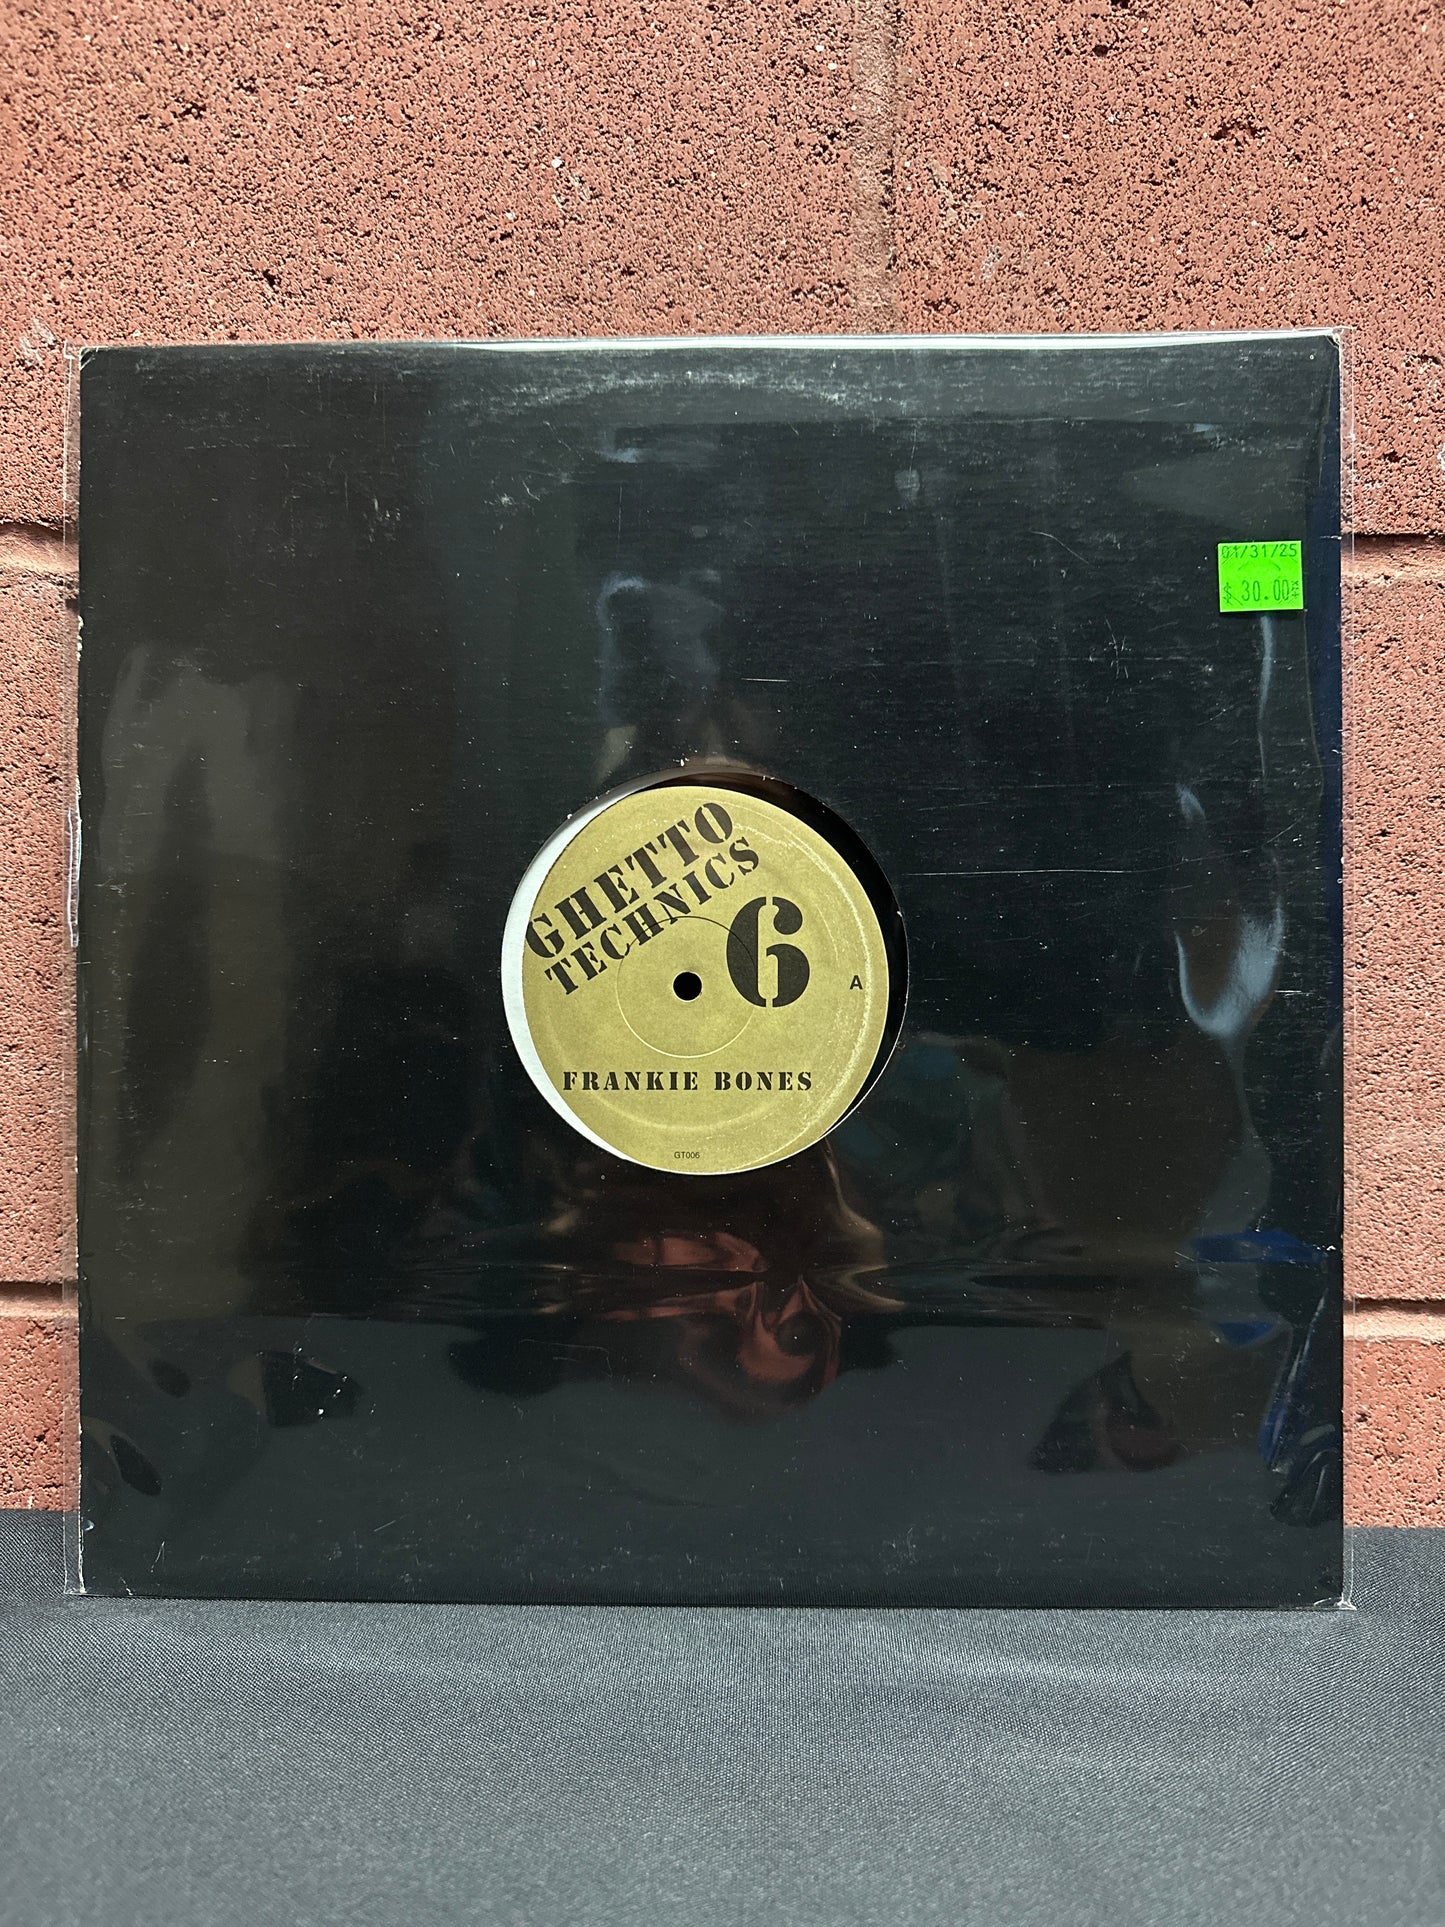 01/31/25
$ 30.00
GHETTO
TECHNICS
6
A
FRANKIE BONES
GT006